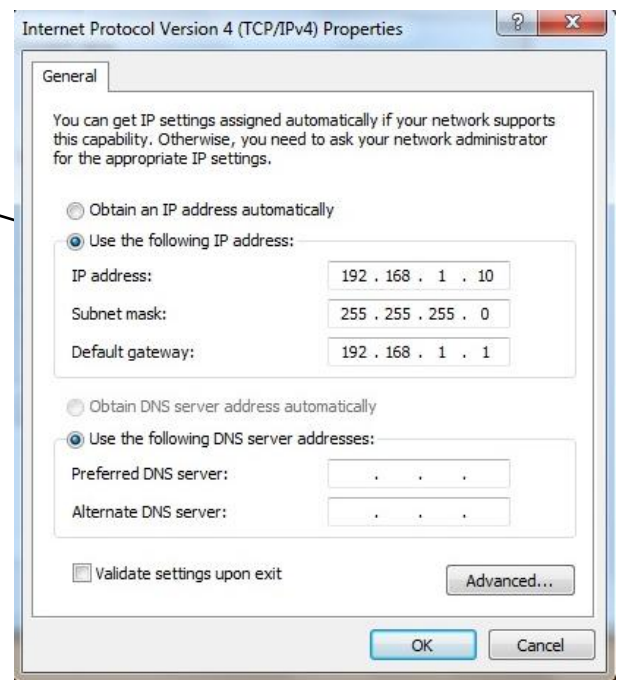 Internet Protocol Version 4 (TCP/IPv4) Properties
?
X
General
You can get IP settings assigned automatically if your network supports
this capability. Otherwise, you need to ask your network administrator
for the appropriate IP settings.
Obtain an IP address automatically
Use the following IP address:
IP address: 192 . 168 . 1 . 10
Subnet mask: 255 . 255 . 255 . 0
Default gateway: 192 . 168 . 1 . 1
Obtain DNS server address automatically
Use the following DNS server addresses:
Preferred DNS server: . . .
Alternate DNS server: . . .
Validate settings upon exit
Advanced...
OK Cancel